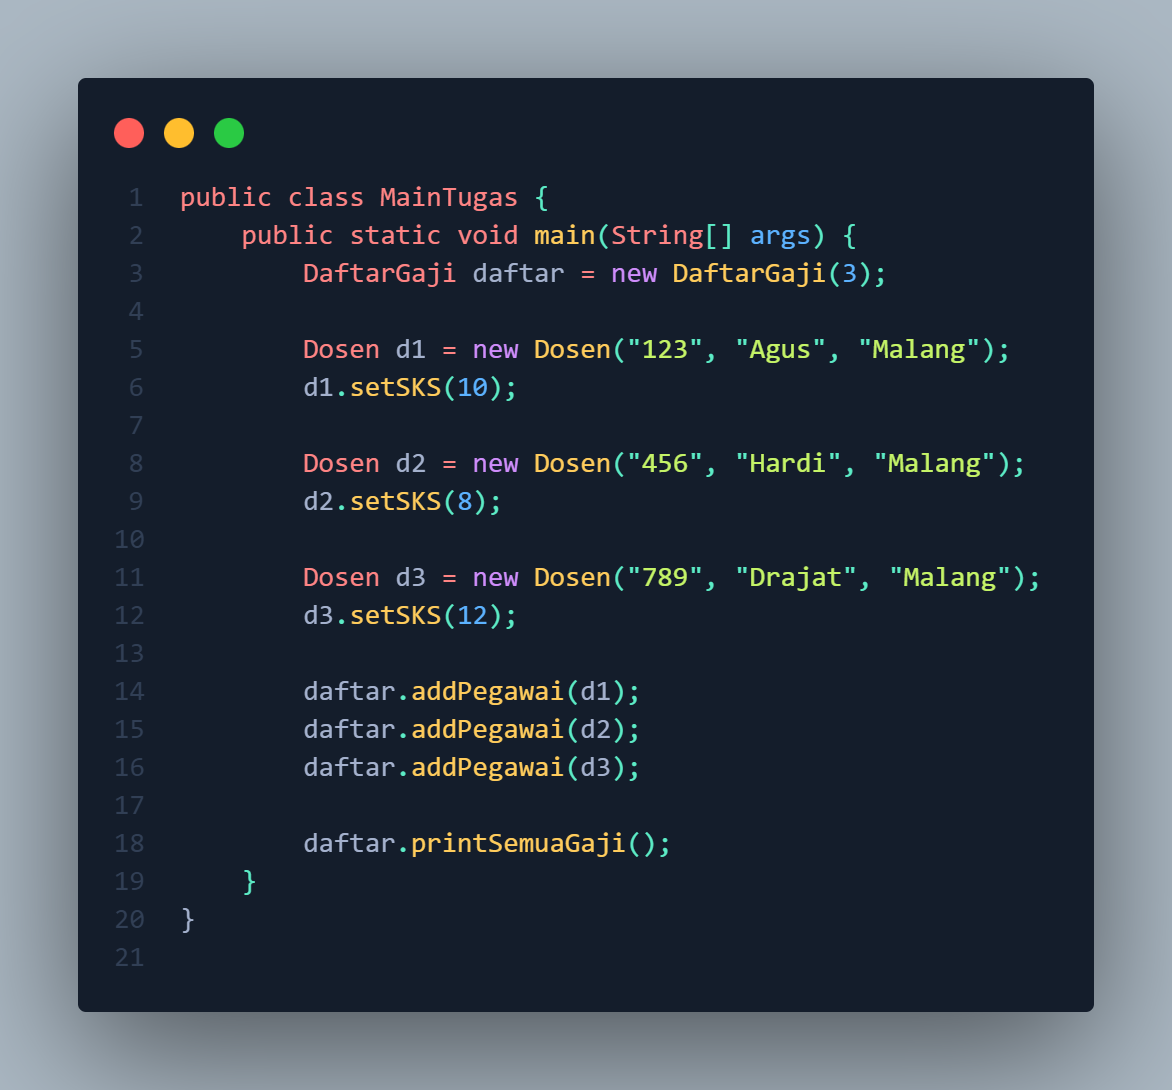 1 public class MainTugas {
2     public static void main(String[] args) {
3         DaftarGaji daftar = new DaftarGaji(3);
4
5         Dosen d1 = new Dosen("123", "Agus", "Malang");
6         d1.setSKS(10);
7
8         Dosen d2 = new Dosen("456", "Hardi", "Malang");
9         d2.setSKS(8);
10
11         Dosen d3 = new Dosen("789", "Drajat", "Malang");
12         d3.setSKS(12);
13
14         daftar.addPegawai(d1);
15         daftar.addPegawai(d2);
16         daftar.addPegawai(d3);
17
18         daftar.printSemuaGaji();
19     }
20 }
21